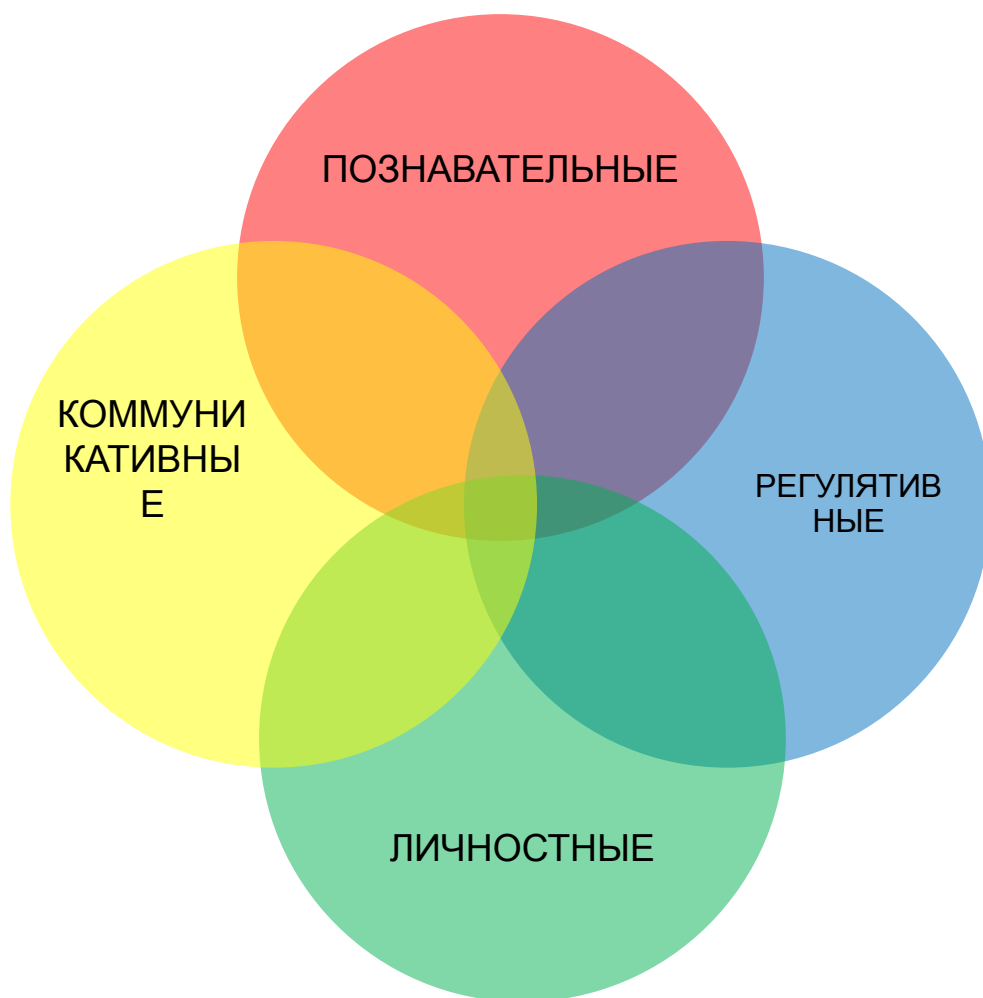 ПОЗНАВАТЕЛЬНЫЕ
КОММУНИ
КАТИВНЫ
Е
РЕГУЛЯТИВ
НЫЕ
ЛИЧНОСТНЫЕ